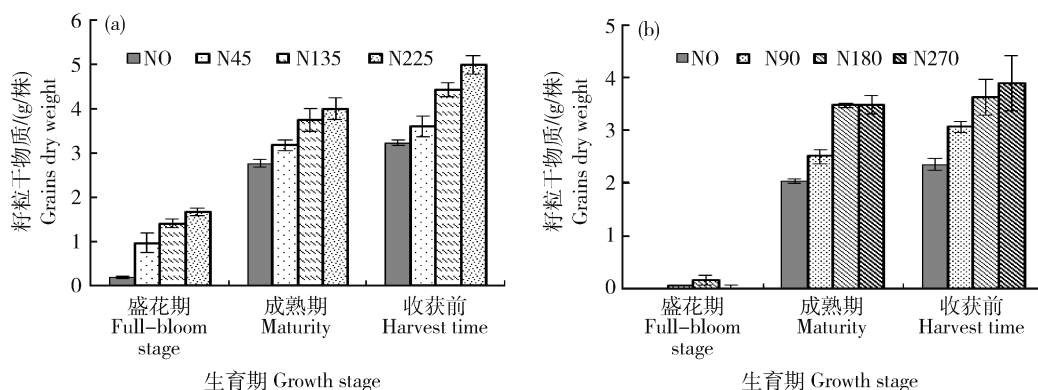 (a)
NO N45 N135 N225
籽粒干物质/(g/株)
Grains dry weight
6
5
4
3
2
1
0
盛花期 成熟期 收获前
Full-bloom Maturity Harvest time
stage
生育期 Growth stage
(b)
NO N90 N180 N270
籽粒干物质/(g/株)
Grains dry weight
5
4
3
2
1
0
盛花期 成熟期 收获前
Full-bloom Maturity Harvest time
stage
生育期 Growth stage